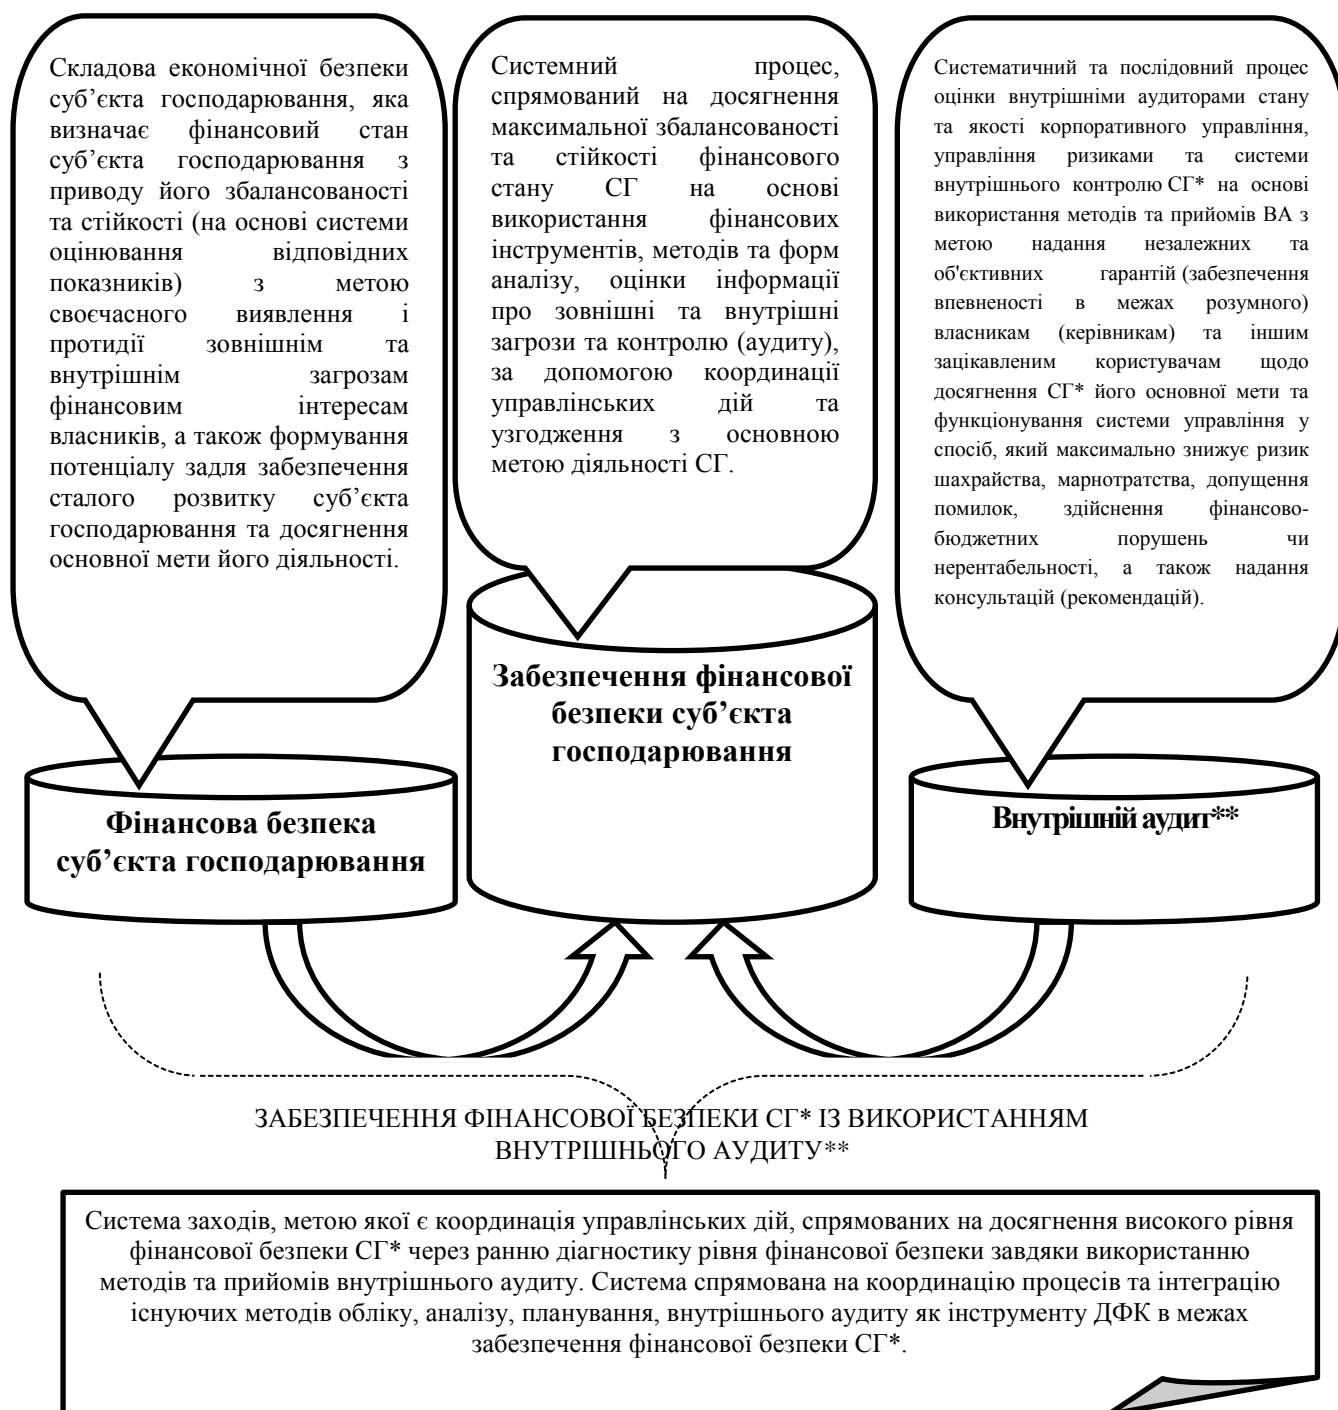 Складова економічної безпеки
суб’єкта господарювання, яка
визначає фінансовий стан
суб’єкта господарювання з
приводу його збалансованості
та стійкості (на основі системи
оцінювання відповідних
показників) з метою
своєчасного виявлення і
протидії зовнішнім та
внутрішнім загрозам
фінансовим інтересам
власників, а також формування
потенціалу задля забезпечення
сталого розвитку суб’єкта
господарювання та досягнення
основної мети його діяльності.
Системний процес,
спрямований на досягнення
максимальної збалансованості
та стійкості фінансового
стану СГ на основі
використання фінансових
інструментів, методів та форм
аналізу, оцінки інформації
про зовнішні та внутрішні
загрози та контролю (аудиту),
за допомогою координації
управлінських дій та
узгодження з основною
метою діяльності СГ.
Систематичний та послідовний процес
оцінки внутрішніми аудиторами стану
та якості корпоративного управління,
управління ризиками та системи
внутрішнього контролю СГ* на основі
використання методів та прийомів ВА з
метою надання незалежних та
об'єктивних гарантій (забезпечення
впевненості в межах розумного)
власникам (керівникам) та іншим
зацікавленим користувачам щодо
досягнення СГ* його основної мети та
функціонування системи управління у
спосіб, який максимально знижує ризик
шахрайства, марнотратства, допущення
помилок, здійснення фінансово-
бюджетних порушень чи
нерентабельності, а також надання
консультацій (рекомендацій).
Забезпечення фінансової
безпеки суб’єкта
господарювання
Фінансова безпека
суб’єкта господарювання
Внутрішній аудит**
ЗАБЕЗПЕЧЕННЯ ФІНАНСОВОЇ БЕЗПЕКИ СГ* ІЗ ВИКОРИСТАННЯМ
ВНУТРІШНЬОГО АУДИТУ**
Система заходів, метою якої є координація управлінських дій, спрямованих на досягнення високого рівня
фінансової безпеки СГ* через ранню діагностику рівня фінансової безпеки завдяки використанню
методів та прийомів внутрішнього аудиту. Система спрямована на координацію процесів та інтеграцію
існуючих методів обліку, аналізу, планування, внутрішнього аудиту як інструменту ДФК в межах
забезпечення фінансової безпеки СГ*.